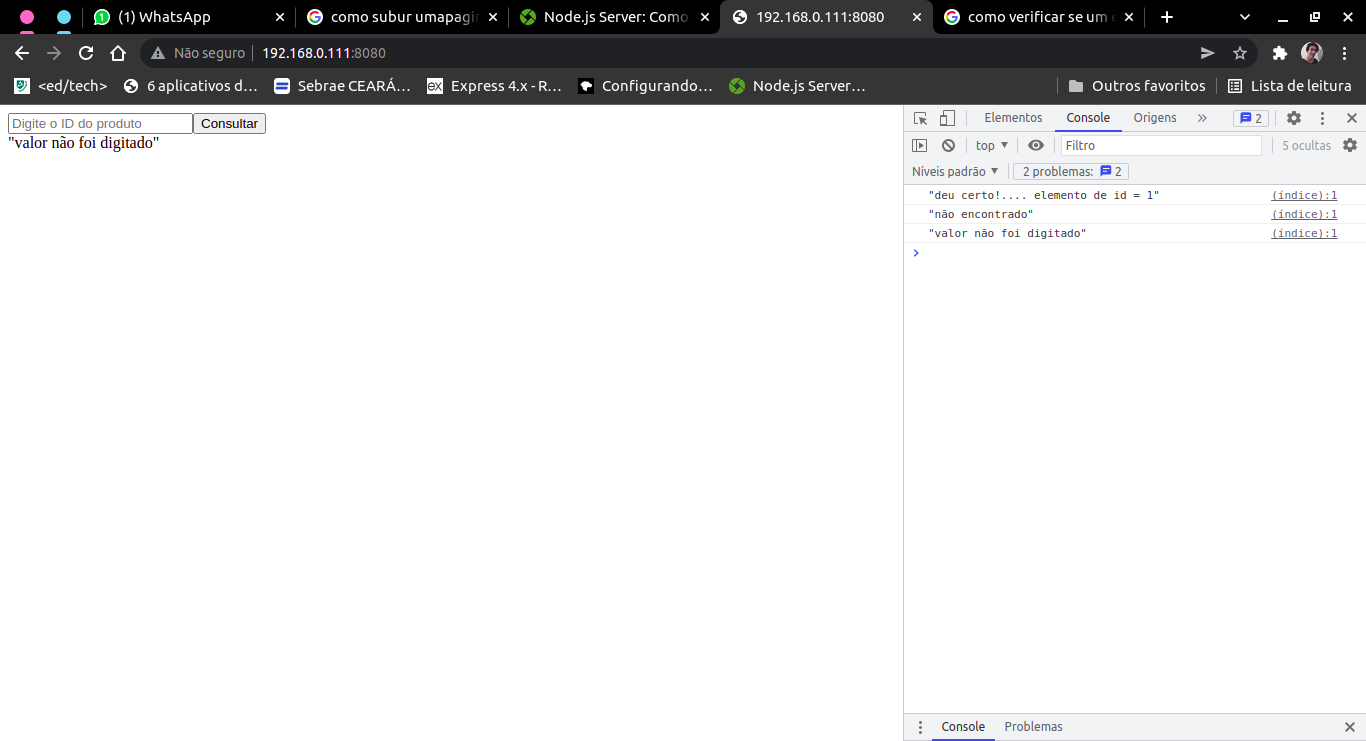 (1) WhatsApp
como subur umapagin
Node.js Server: Como
192.168.0.111:8080
como verificar se um e
Não seguro
192.168.0.111:8080
<ed/tech>
6 aplicativos d…
Sebrae CEARÁ…
Express 4.x - R…
Configurando…
Node.js Server…
Outros favoritos
Lista de leitura
Digite o ID do produto Consultar
"valor não foi digitado"
Elementos Console Origens » 2
top ▼ Filtro 5 ocultas
Níveis padrão ▼ 2 problemas: 2
"deu certo!.... elemento de id = 1" (índice):1
"não encontrado" (índice):1
"valor não foi digitado" (índice):1
Console Problemas